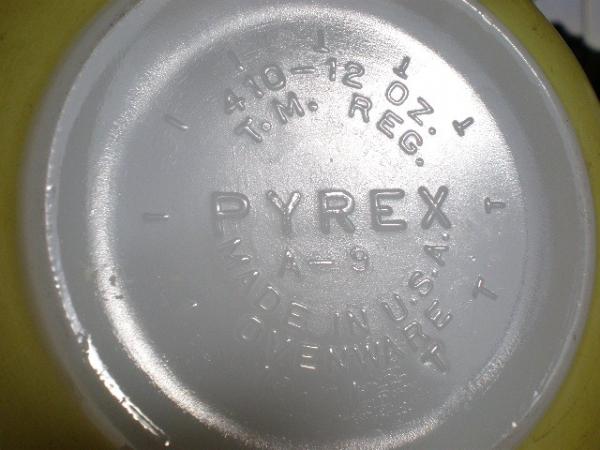 410-12 OZ.
T.M. REG.
PYREX
A-9
MADE IN U.S.A.
OVENWARE